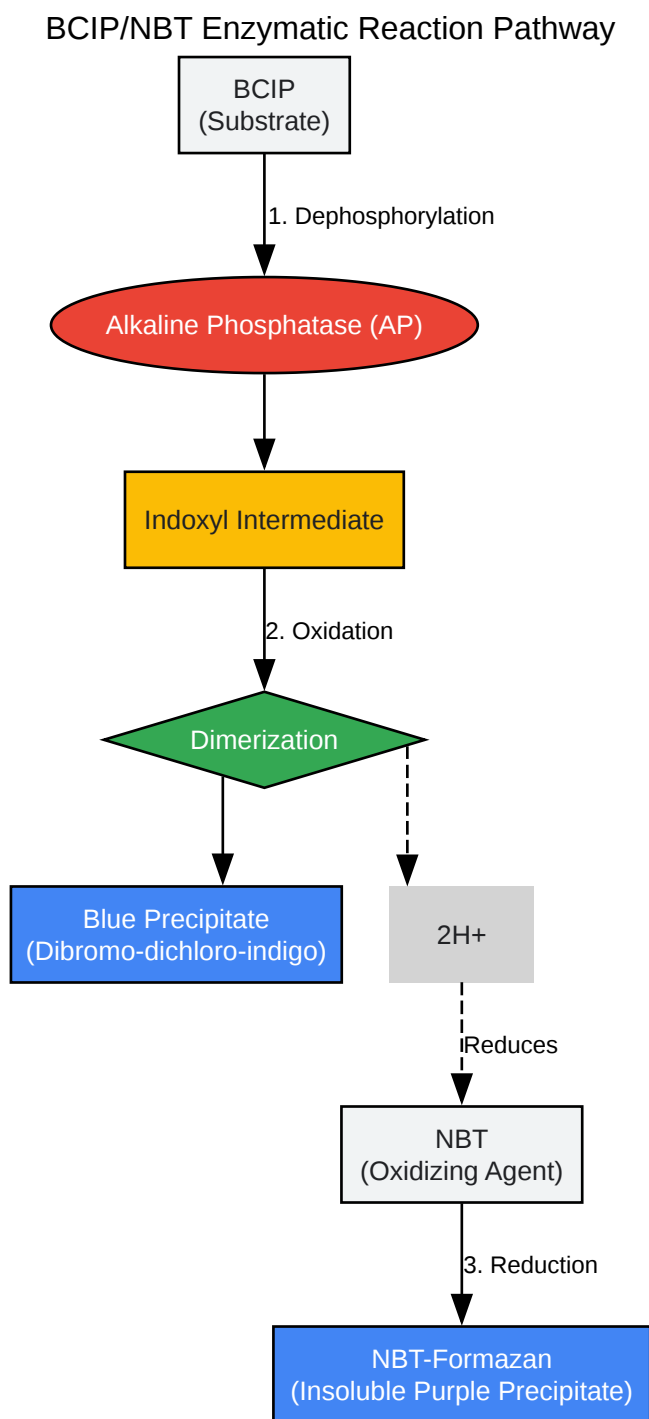 BCIP/NBT Enzymatic Reaction Pathway
BCIP
(Substrate)
1. Dephosphorylation
Alkaline Phosphatase (AP)
Indoxyl Intermediate
2. Oxidation
Dimerization
Blue Precipitate
(Dibromo-dichloro-indigo)
2H+
Reduces
NBT
(Oxidizing Agent)
3. Reduction
NBT-Formazan
(Insoluble Purple Precipitate)